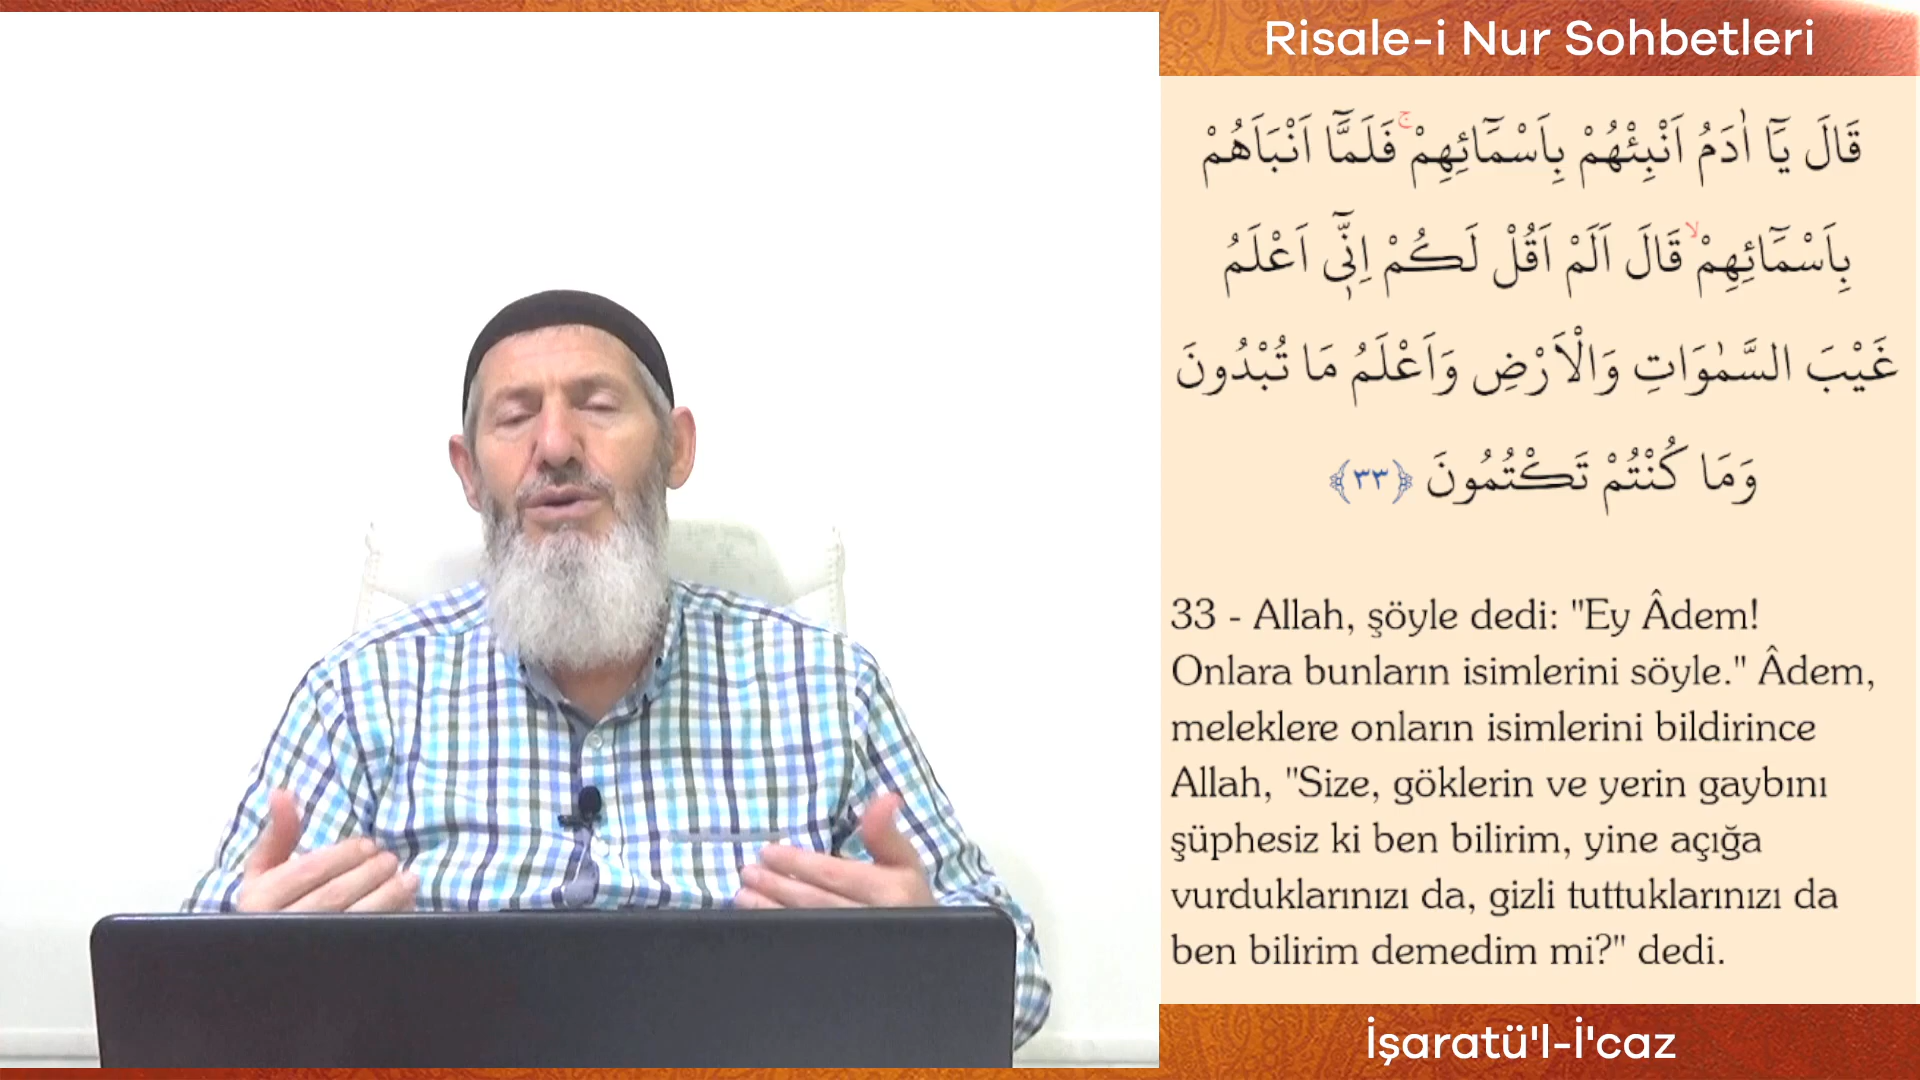 Risale-i Nur Sohbetleri
قَالَ يَٓا اٰدَمُ اَنْبِئْهُمْ بِاَسْمَٓائِهِمْۚ فَلَمَّٓا اَنْبَاَهُمْ
بِاَسْمَٓائِهِمْۙ قَالَ اَلَمْ اَقُلْ لَكُمْ اِنّ۪ٓي اَعْلَمُ
غَيْبَ السَّمٰوَاتِ وَالْاَرْضِ وَاَعْلَمُ مَا تُبْدُونَ
وَمَا كُنْتُمْ تَكْتُمُونَ ﴿٣٣﴾
33 - Allah, şöyle dedi: "Ey Âdem!
Onlara bunların isimlerini söyle." Âdem,
meleklere onların isimlerini bildirince
Allah, "Size, göklerin ve yerin gaybını
şüphesiz ki ben bilirim, yine açığa
vurduklarınızı da, gizli tuttuklarınızı da
ben bilirim demedim mi?" dedi.
İşaratü'l-İ'caz